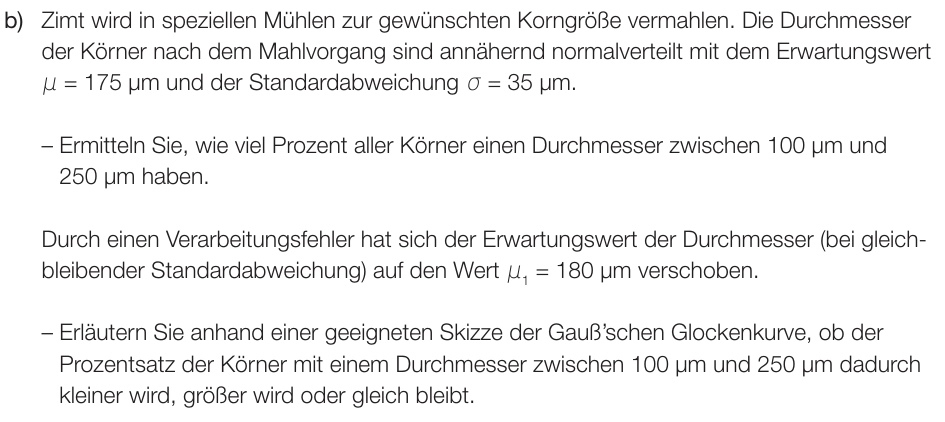 b) Zimt wird in speziellen Mühlen zur gewünschten Korngröße vermahlen. Die Durchmesser
der Körner nach dem Mahlvorgang sind annähernd normalverteilt mit dem Erwartungswert
μ = 175 µm und der Standardabweichung σ = 35 µm.
– Ermitteln Sie, wie viel Prozent aller Körner einen Durchmesser zwischen 100 µm und
250 µm haben.
Durch einen Verarbeitungsfehler hat sich der Erwartungswert der Durchmesser (bei gleich-
bleibender Standardabweichung) auf den Wert μ₁ = 180 µm verschoben.
– Erläutern Sie anhand einer geeigneten Skizze der Gauß’schen Glockenkurve, ob der
Prozentsatz der Körner mit einem Durchmesser zwischen 100 µm und 250 µm dadurch
kleiner wird, größer wird oder gleich bleibt.